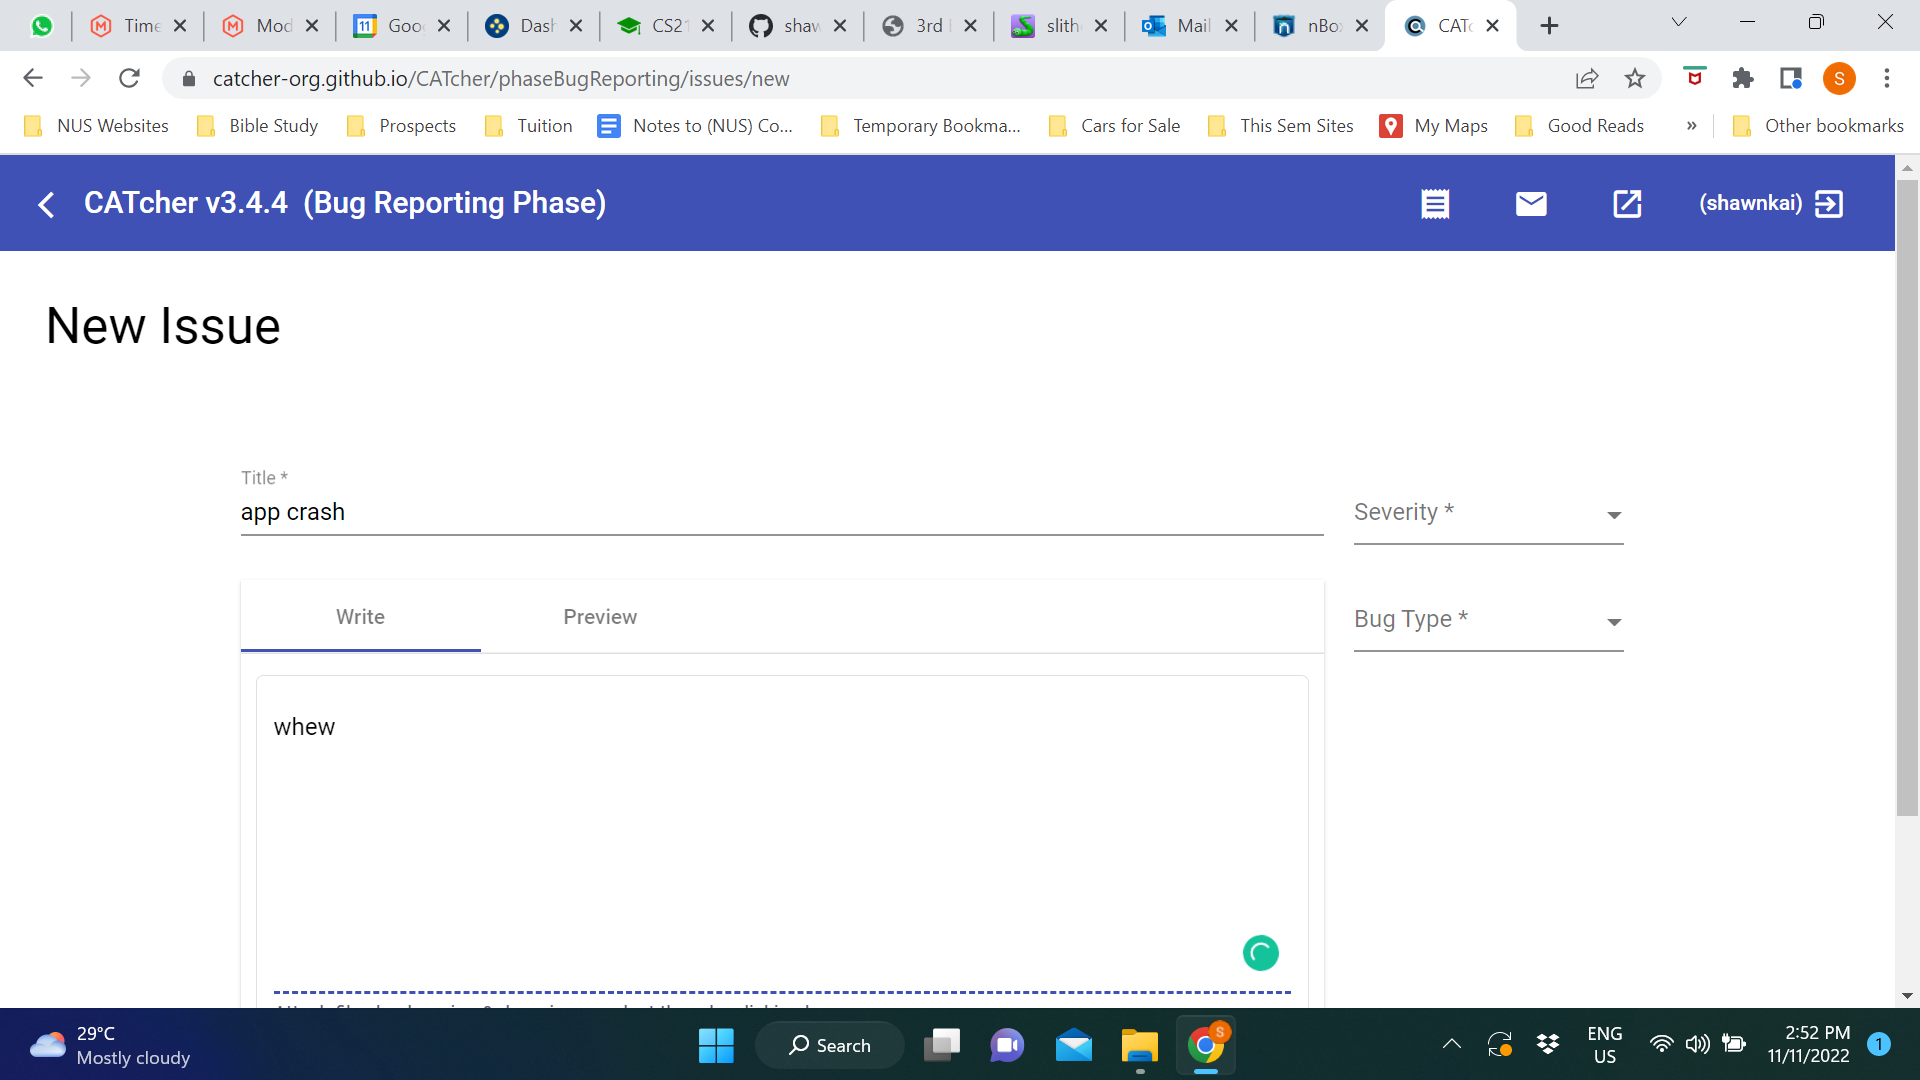 Time Mod Goo Dash CS21 shaw 3rd slith Mail nBo CATc
catcher-org.github.io/CATcher/phaseBugReporting/issues/new S
NUS Websites Bible Study Prospects Tuition Notes to (NUS) Co... Temporary Bookma... Cars for Sale This Sem Sites My Maps Good Reads » Other bookmarks
CATcher v3.4.4 (Bug Reporting Phase) (shawnkai)
New Issue
Title *
app crash
Severity *
Write Preview
Bug Type *
whew
29°C
Mostly cloudy
Search
S
ENG
US
2:52 PM
11/11/2022
1